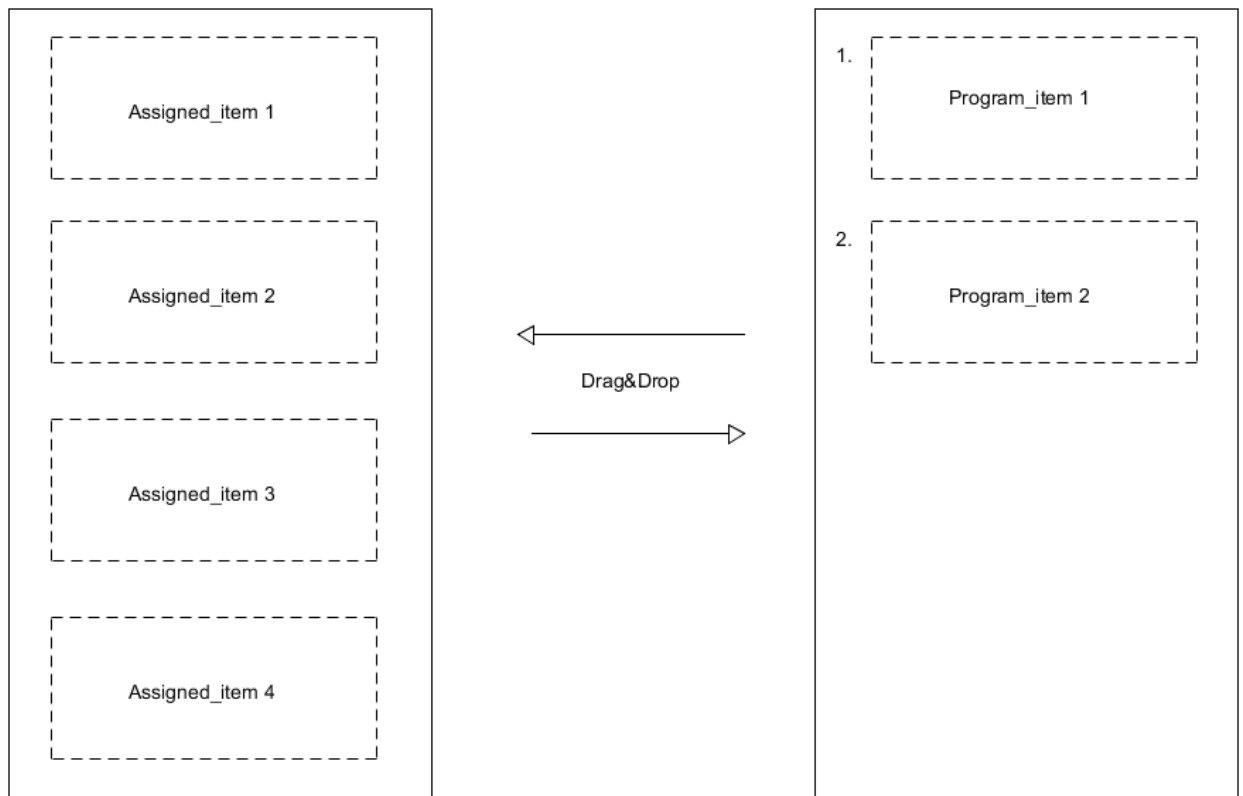 Assigned_item 1
Assigned_item 2
Assigned_item 3
Assigned_item 4
Drag&Drop
1.
Program_item 1
2.
Program_item 2